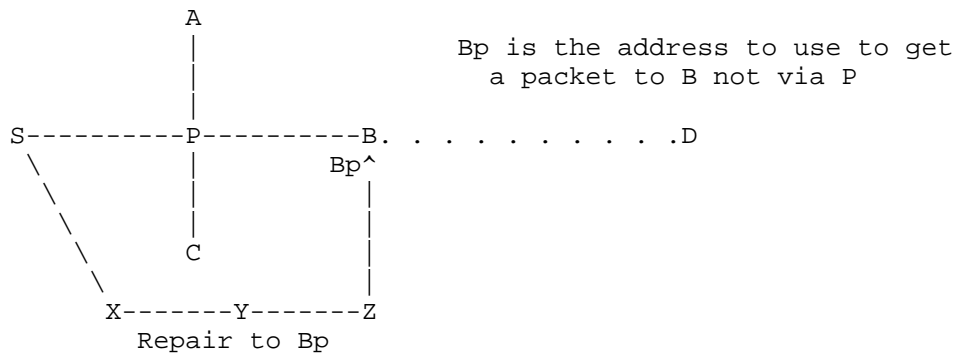 A
Bp is the address to use to get
a packet to B not via P
S----------P----------B. . . . . . . . . .D
Bp^
C
X-------Y-------Z
Repair to Bp